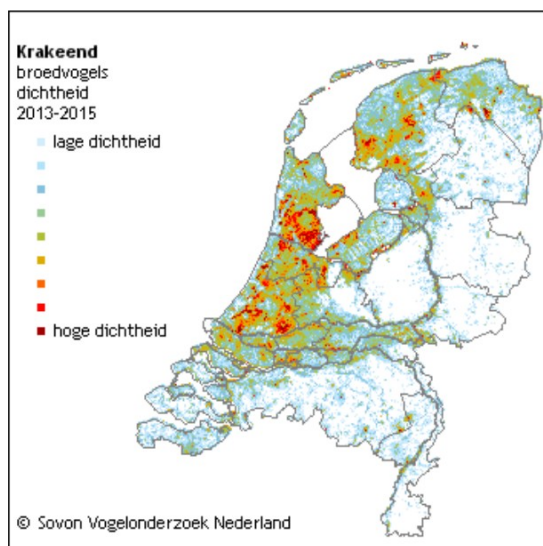 Krakeend
broedvogels
dichtheid
2013-2015
lage dichtheid
hoge dichtheid
© Sovon Vogelonderzoek Nederland